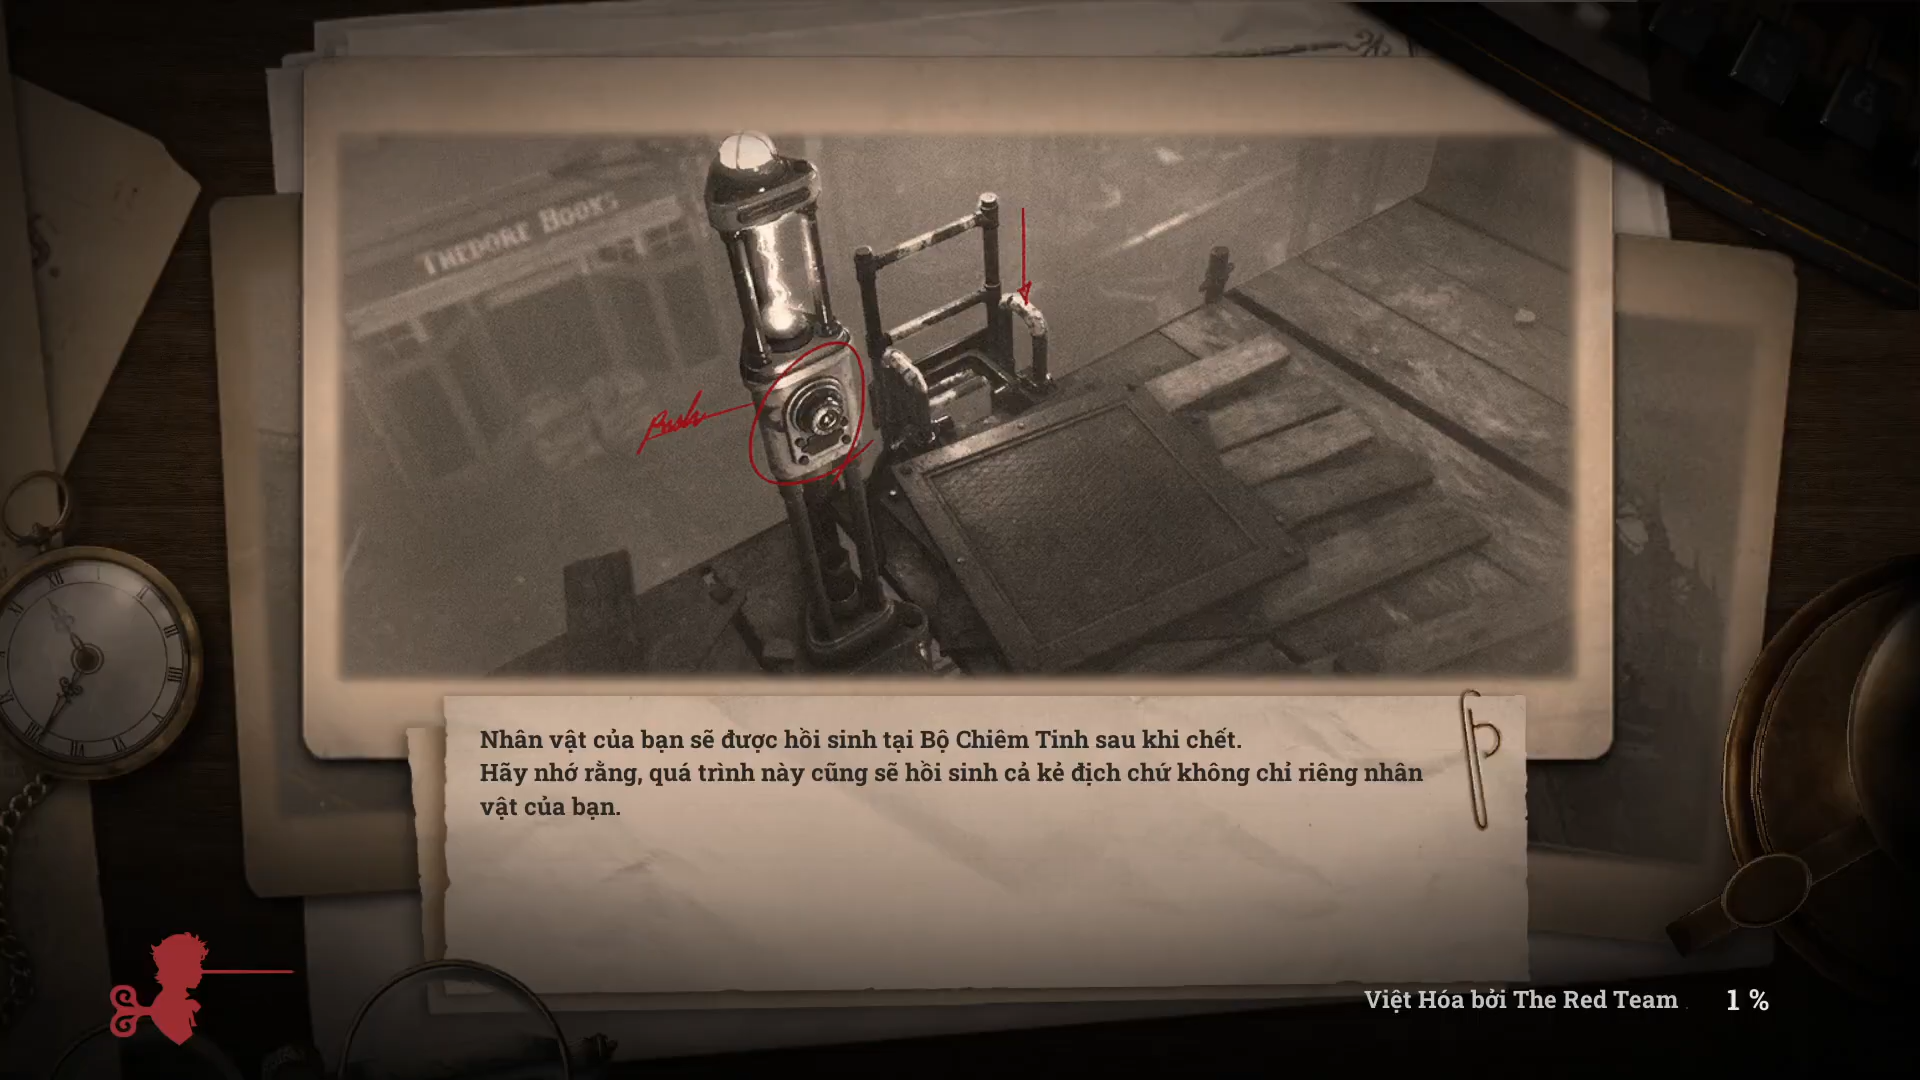 THEDORE BOOKS
Push
Nhân vật của bạn sẽ được hồi sinh tại Bộ Chiêm Tinh sau khi chết.
Hãy nhớ rằng, quá trình này cũng sẽ hồi sinh cả kẻ địch chứ không chỉ riêng nhân
vật của bạn.
Việt Hóa bởi The Red Team
1 %